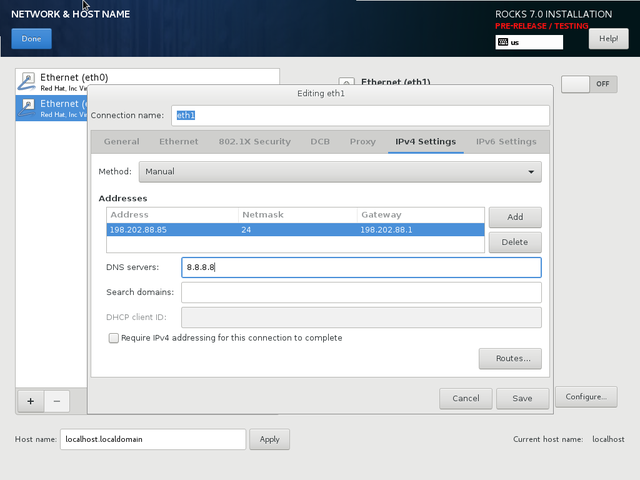 NETWORK & HOST NAME
ROCKS 7.0 INSTALLATION
PRE-RELEASE / TESTING
Done
us
Help!
Ethernet (eth0)
Red Hat, Inc Vi
Ethernet (e
Red Hat, Inc Vi
Ethernet (eth1)
OFF
Editing eth1
Connection name: eth1
General Ethernet 802.1X Security DCB Proxy IPv4 Settings IPv6 Settings
Method: Manual
Addresses
Address Netmask Gateway
198.202.88.85 24 198.202.88.1
Add
Delete
DNS servers: 8.8.8.8
Search domains:
DHCP client ID:
Require IPv4 addressing for this connection to complete
Routes...
Cancel Save
+ − Configure...
Host name: localhost.localdomain Apply Current host name: localhost